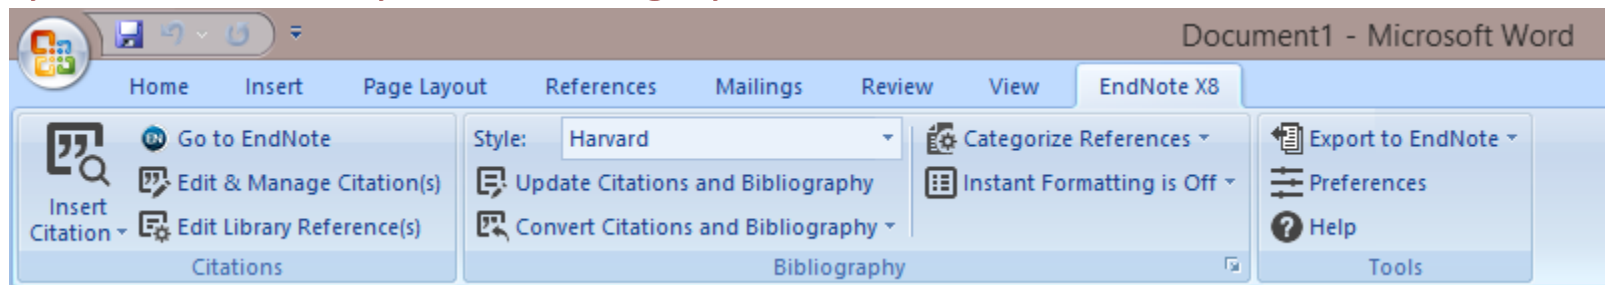 Document1 - Microsoft Word
Home Insert Page Layout References Mailings Review View EndNote X8
Insert Citation
Go to EndNote
Edit & Manage Citation(s)
Edit Library Reference(s)
Citations
Style: Harvard
Update Citations and Bibliography
Convert Citations and Bibliography
Categorize References
Instant Formatting is Off
Bibliography
Export to EndNote
Preferences
Help
Tools